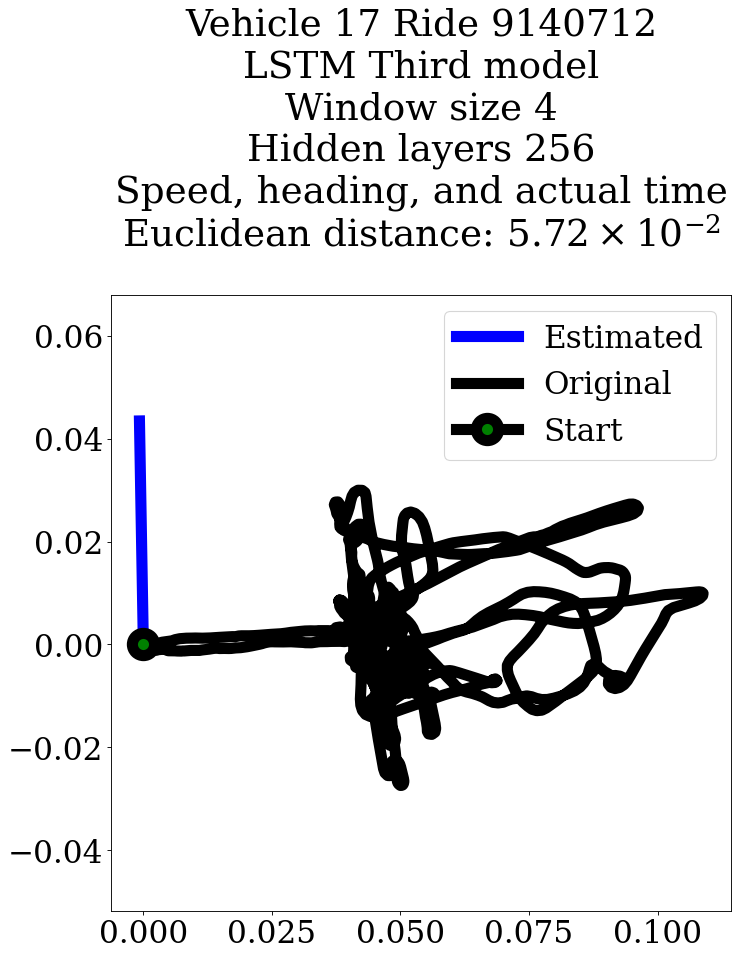 Vehicle 17 Ride 9140712
LSTM Third model
Window size 4
Hidden layers 256
Speed, heading, and actual time
Euclidean distance: 5.72 × 10⁻²
Estimated
Original
Start
0.06
0.04
0.02
0.00
−0.02
−0.04
0.000 0.025 0.050 0.075 0.100